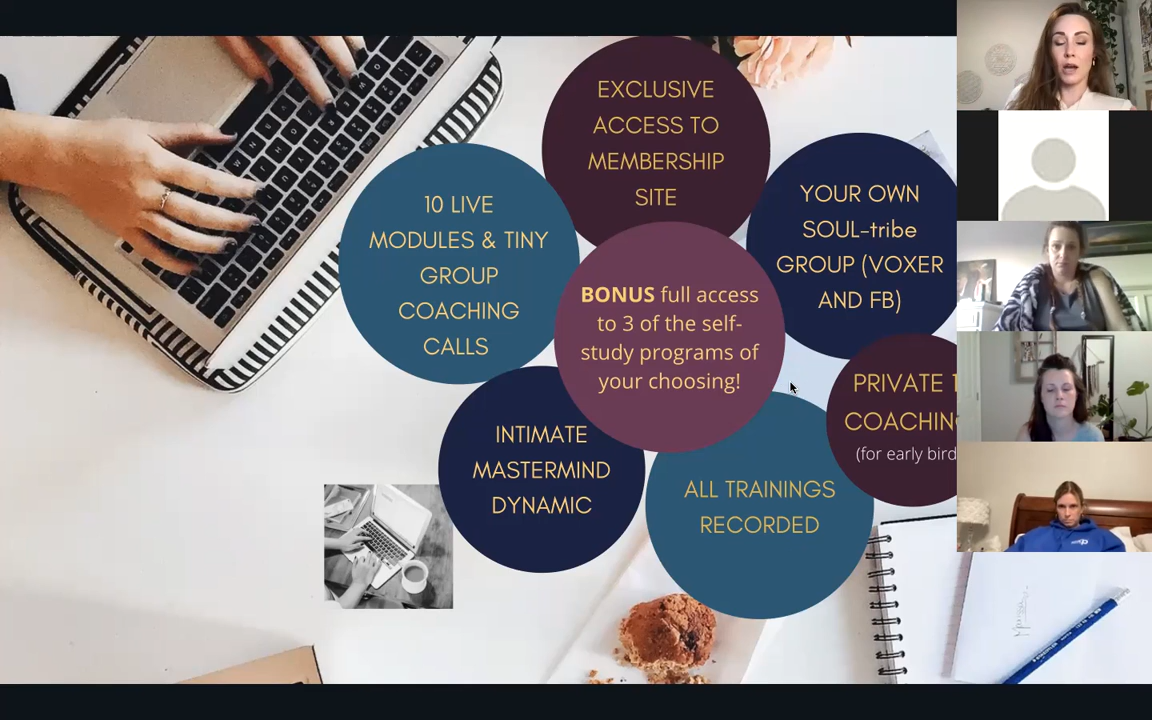 EXCLUSIVE
ACCESS TO
MEMBERSHIP
SITE
10 LIVE
MODULES & TINY
GROUP
COACHING
CALLS
YOUR OWN
SOUL-tribe
GROUP (VOXER
AND FB)
BONUS full access
to 3 of the self-
study programs of
your choosing!
PRIVATE 1
COACHING
(for early bird
INTIMATE
MASTERMIND
DYNAMIC
ALL TRAININGS
RECORDED